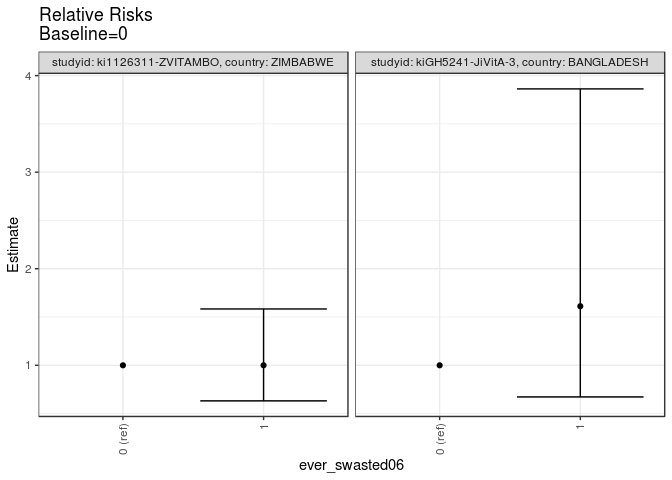 Relative Risks
Baseline=0
studyid: ki1126311-ZVITAMBO, country: ZIMBABWE
studyid: kiGH5241-JiVitA-3, country: BANGLADESH
Estimate
4
3
2
1
0 (ref)
1
0 (ref)
1
ever_swasted06